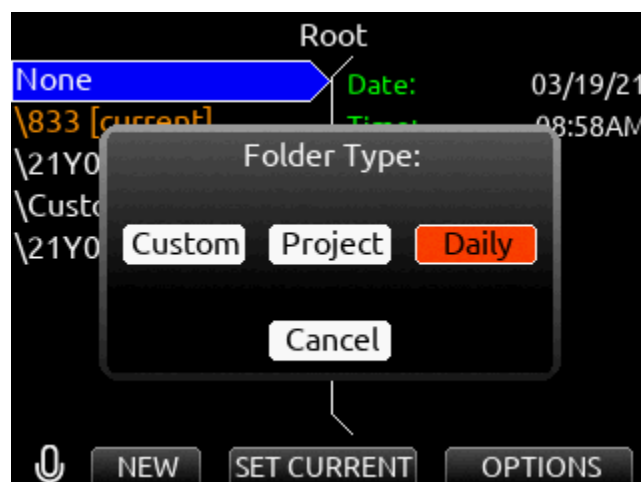 Root
None
Date: 03/19/21
\833 [current]
Time: 08:58AM
\21Y0
\Custo
\21Y0
Folder Type:
Custom Project Daily
Cancel
NEW SET CURRENT OPTIONS